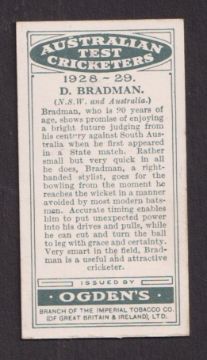 AUSTRALIAN
TEST
CRICKETERS
1928-29.
D. BRADMAN.
(N.S.W. and Australia.)
Bradman, who is 20 years of
age, shows promise of enjoying
a bright future judging from
his century against South Aus-
tralia when he first appeared
in a State match. Rather
small but very quick in all
he does, Bradman, a right-
handed stylist, goes for the
bowling from the moment he
reaches the wicket in a manner
avoided by most modern bats-
men. Accurate timing enables
him to put unexpected power
into his drives and pulls, while
he can cut and turn the ball
to leg with grace and certainty.
Very smart in the field, Brad-
man is a useful and attractive
cricketer.
ISSUED BY
OGDEN'S
BRANCH OF THE IMPERIAL TOBACCO CO.
(OF GREAT BRITAIN & IRELAND), LTD.